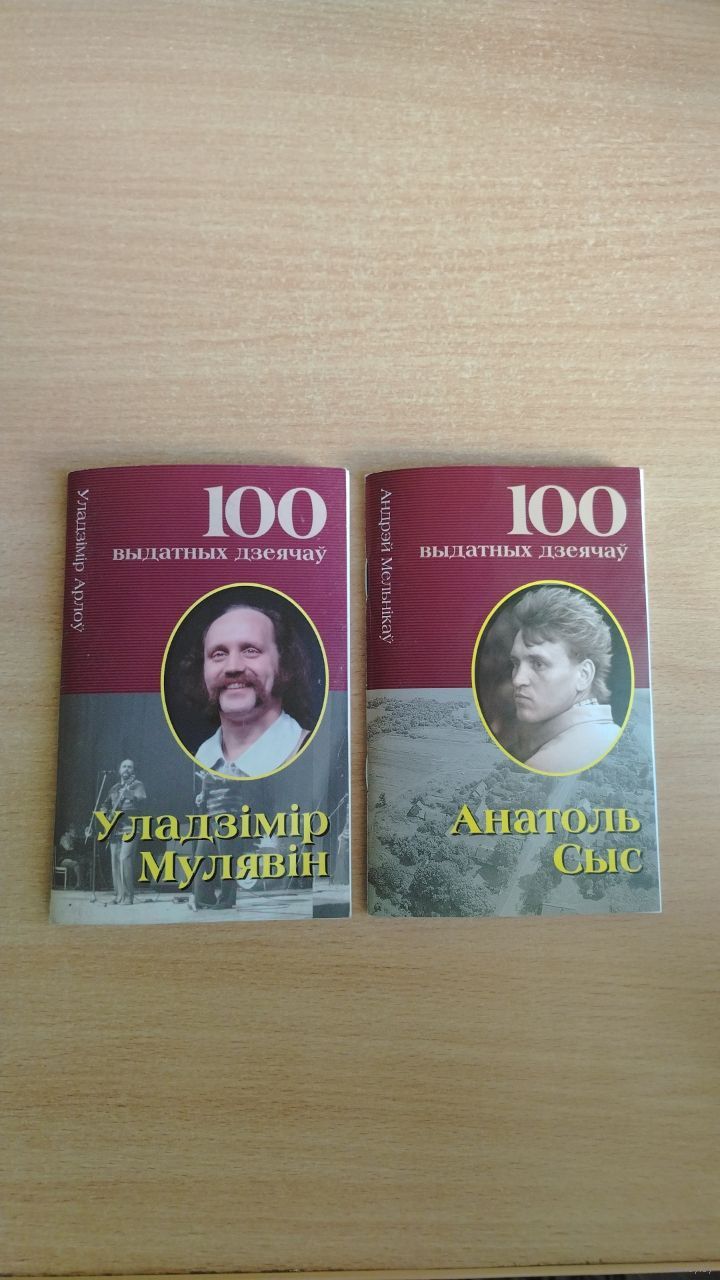 Уладзімір Арлоў
100
выдатных дзеячаў
Уладзімір
Мулявін
Андрэй Мельнікаў
100
выдатных дзеячаў
Анатоль
Сыс